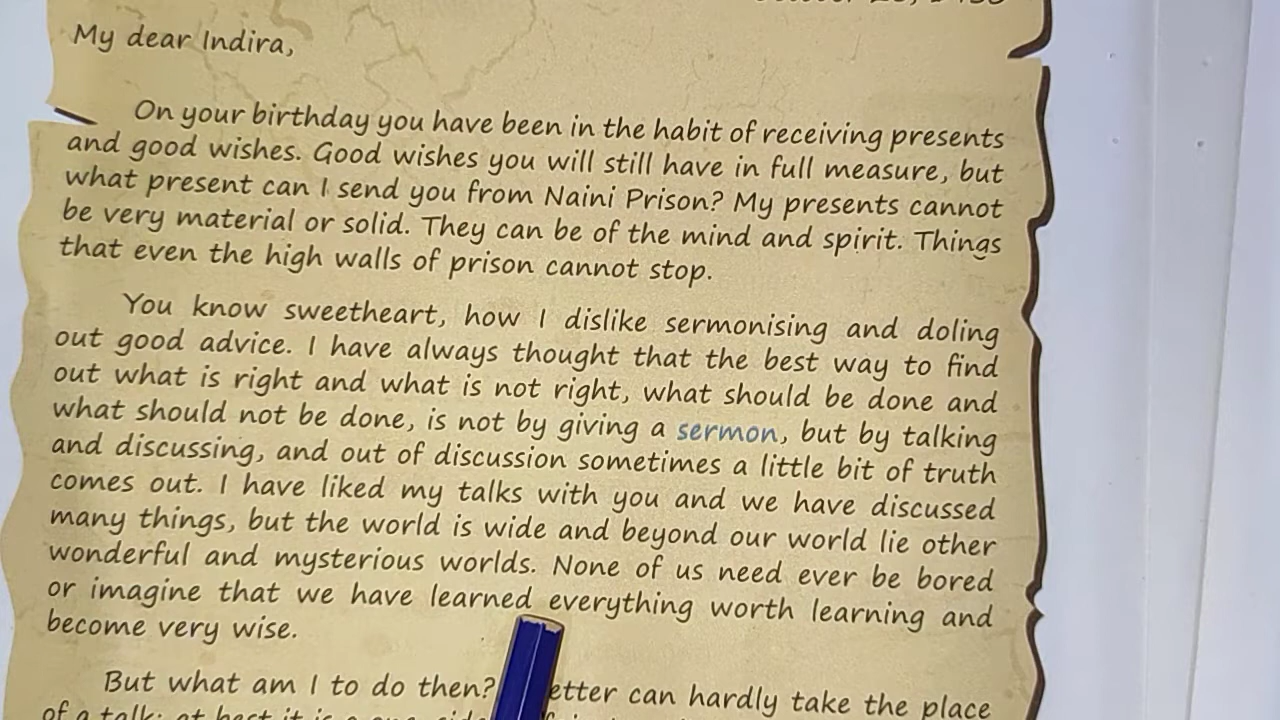 My dear Indira,
On your birthday you have been in the habit of receiving presents
and good wishes. Good wishes you will still have in full measure, but
what present can I send you from Naini Prison? My presents cannot
be very material or solid. They can be of the mind and spirit. Things
that even the high walls of prison cannot stop.
You know sweetheart, how I dislike sermonising and doling
out good advice. I have always thought that the best way to find
out what is right and what is not right, what should be done and
what should not be done, is not by giving a sermon, but by talking
and discussing, and out of discussion sometimes a little bit of truth
comes out. I have liked my talks with you and we have discussed
many things, but the world is wide and beyond our world lie other
wonderful and mysterious worlds. None of us need ever be bored
or imagine that we have learned everything worth learning and
become very wise.
But what am I to do then? etter can hardly take the place
of a talk; at best it is a